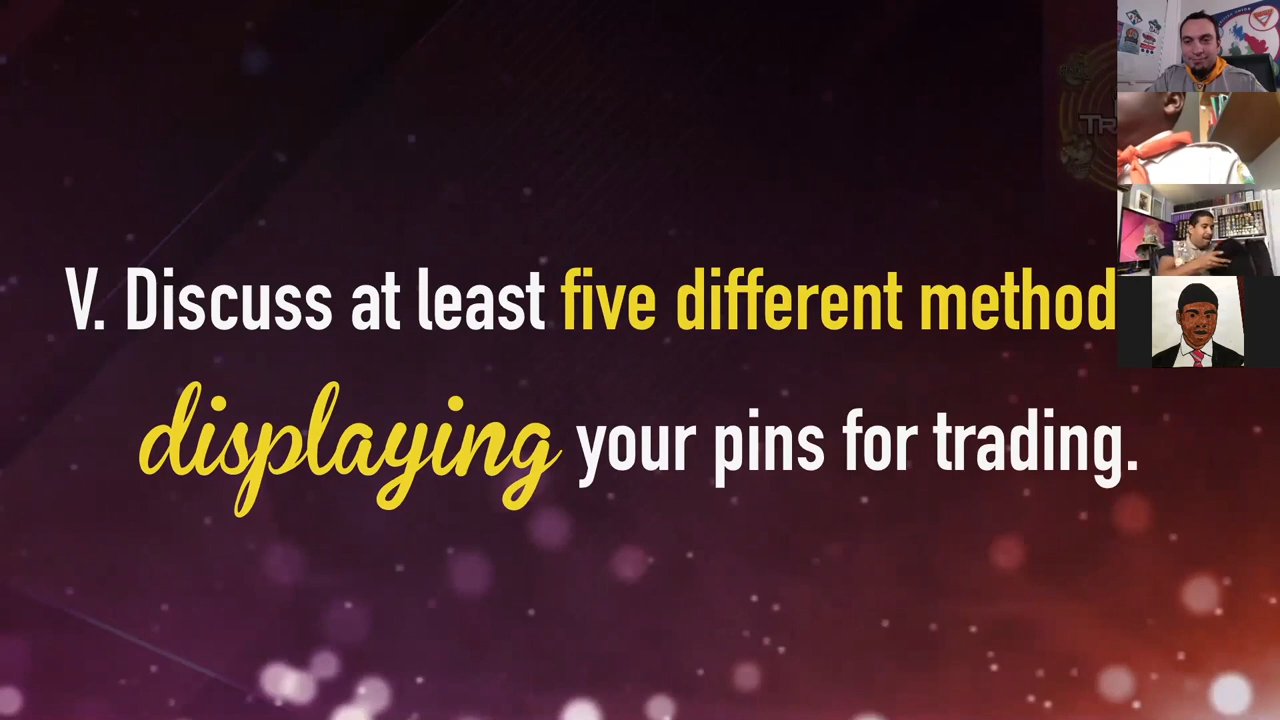 V. Discuss at least five different method
displaying your pins for trading.